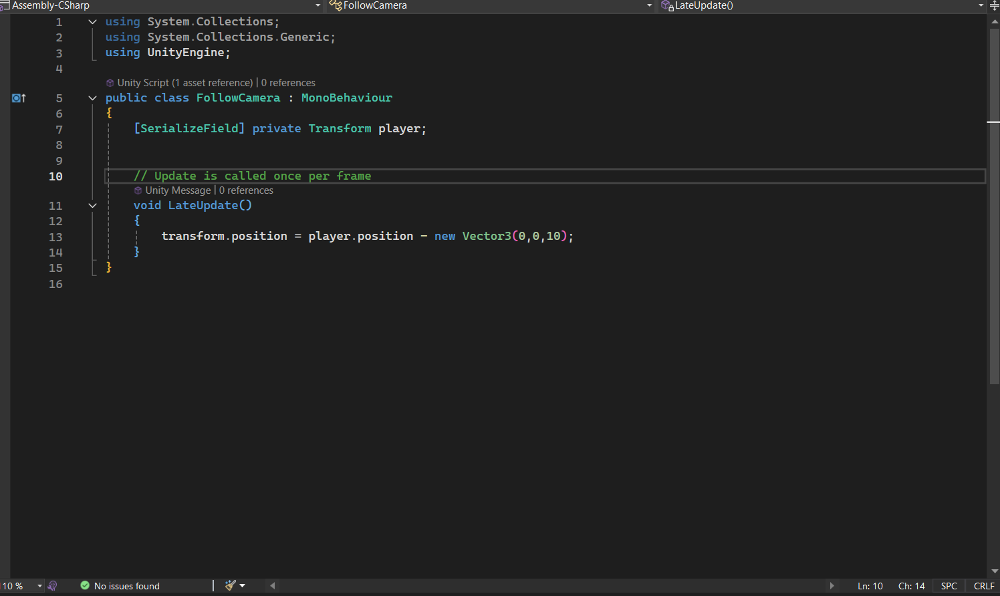 Assembly-CSharp FollowCamera LateUpdate()
1 using System.Collections;
2 using System.Collections.Generic;
3 using UnityEngine;
4
Unity Script (1 asset reference) | 0 references
5 public class FollowCamera : MonoBehaviour
6 {
7 [SerializeField] private Transform player;
8
9
10 // Update is called once per frame
Unity Message | 0 references
11 void LateUpdate()
12 {
13 transform.position = player.position - new Vector3(0,0,10);
14 }
15 }
16
10 % No issues found Ln: 10 Ch: 14 SPC CRLF